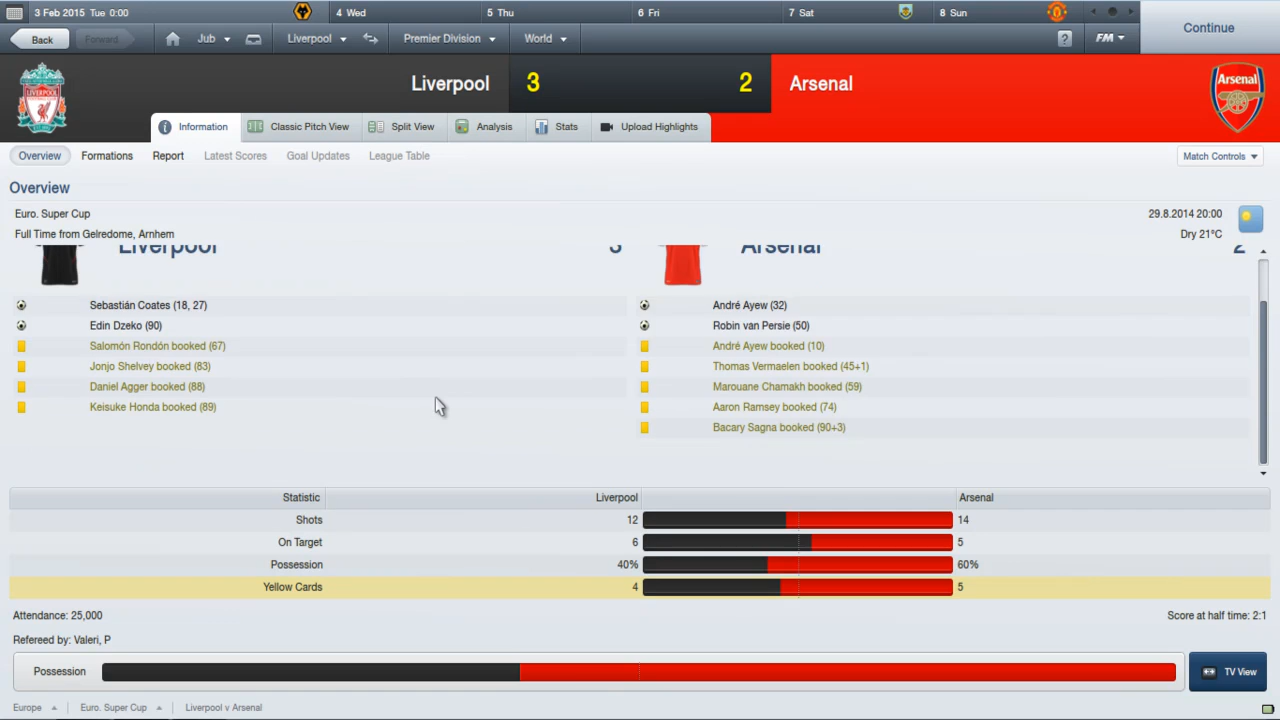 3 Feb 2015 Tue 0:00 4 Wed 5 Thu 6 Fri 7 Sat 8 Sun
Continue
Back Forward Jub Liverpool Premier Division World ? FM
Liverpool 3 2 Arsenal
Arsenal
Information Classic Pitch View Split View Analysis Stats Upload Highlights
Overview Formations Report Latest Scores Goal Updates League Table Match Controls
Overview
Euro. Super Cup 29.8.2014 20:00
Full Time from Gelredome, Arnhem Dry 21°C
Liverpool 3 Arsenal 2
Sebastián Coates (18, 27) André Ayew (32)
Edin Dzeko (90) Robin van Persie (50)
Salomón Rondón booked (67) André Ayew booked (10)
Jonjo Shelvey booked (83) Thomas Vermaelen booked (45+1)
Daniel Agger booked (88) Marouane Chamakh booked (59)
Keisuke Honda booked (89) Aaron Ramsey booked (74)
Bacary Sagna booked (90+3)
Statistic Liverpool Arsenal
Shots 12 14
On Target 6 5
Possession 40% 60%
Yellow Cards 4 5
Attendance: 25,000 Score at half time: 2:1
Refereed by: Valeri, P
Possession TV View
Europe Euro. Super Cup Liverpool v Arsenal